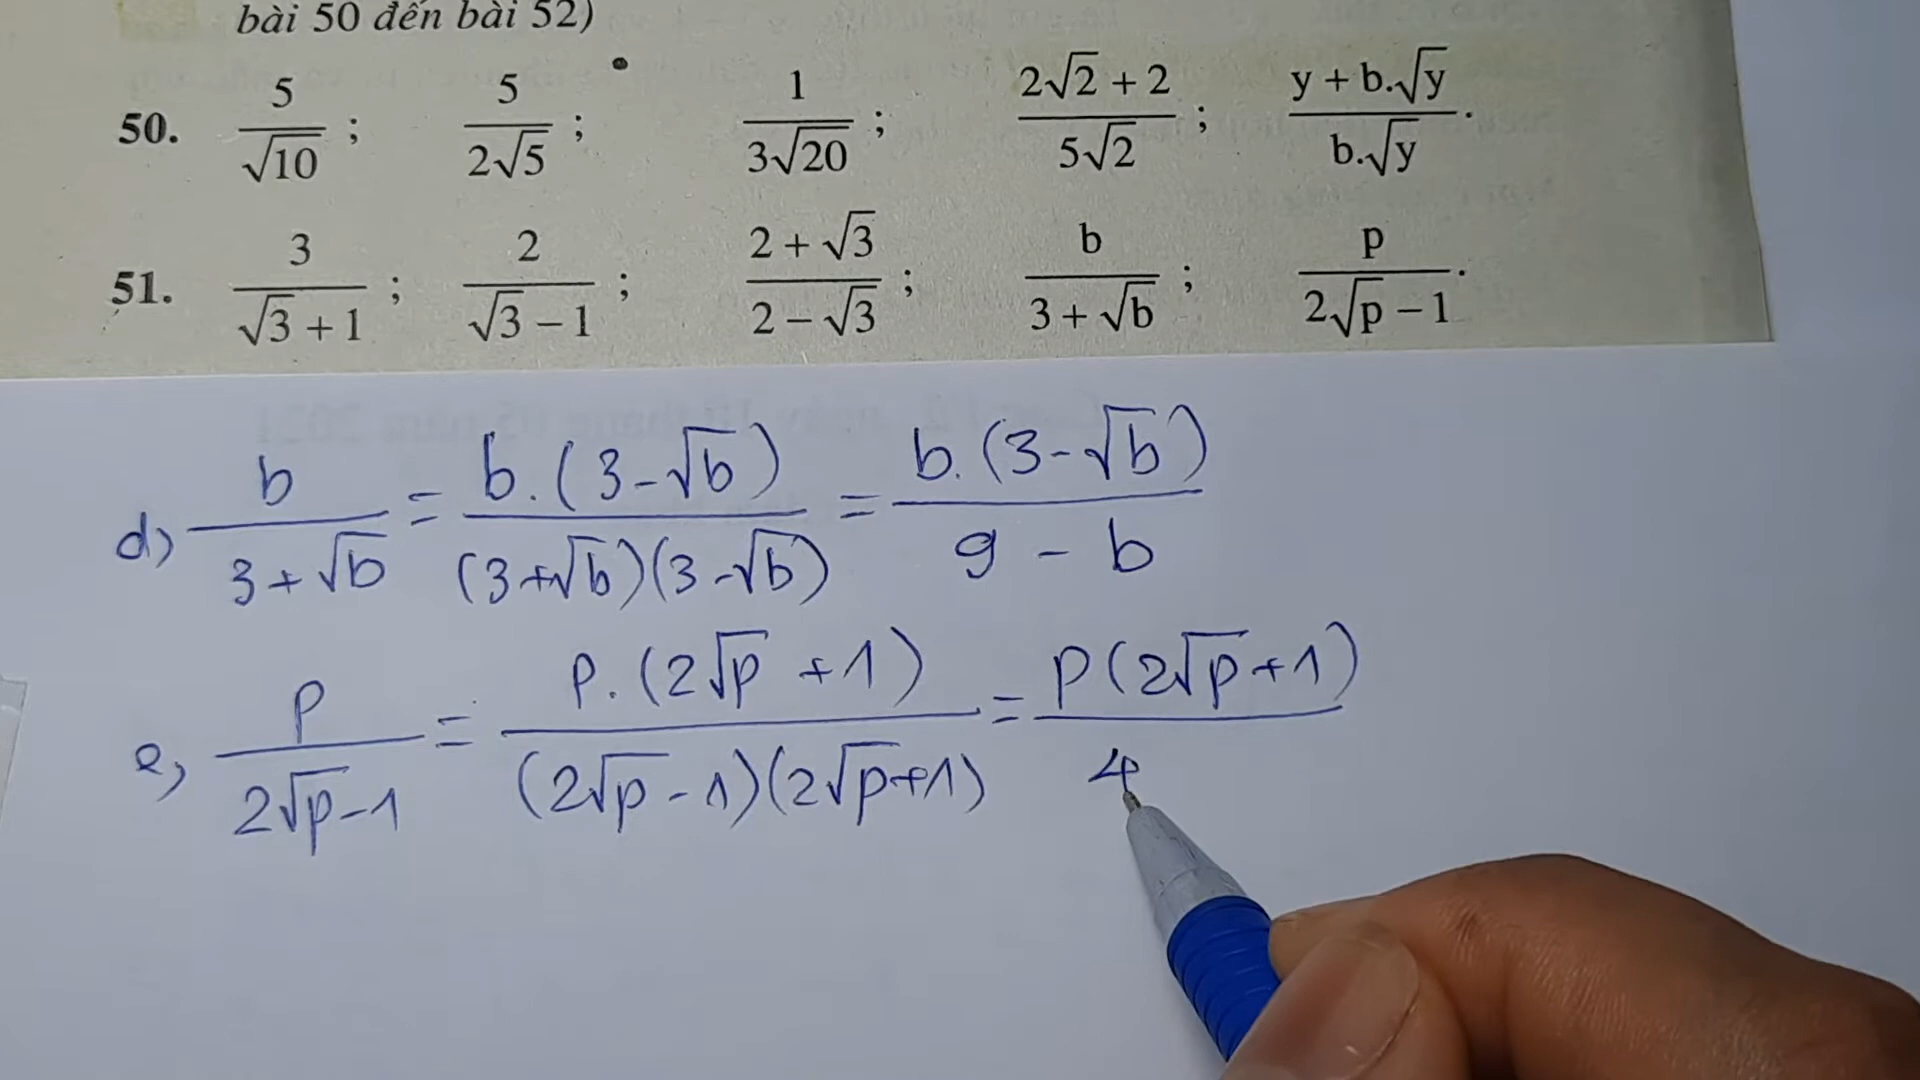 bài 50 đến bài 52)
50. 5/√10 ; 5/(2√5) ; 1/(3√20) ; (2√2 + 2)/(5√2) ; (y + b.√y)/(b.√y).
51. 3/(√3 + 1) ; 2/(√3 − 1) ; (2 + √3)/(2 − √3) ; b/(3 + √b) ; p/(2√p − 1).
d) b/(3 + √b) = b.(3 - √b)/((3 + √b)(3 - √b)) = b.(3 - √b)/(9 - b)
e, p/(2√p - 1) = p.(2√p + 1)/((2√p - 1)(2√p + 1)) = p(2√p + 1)/4